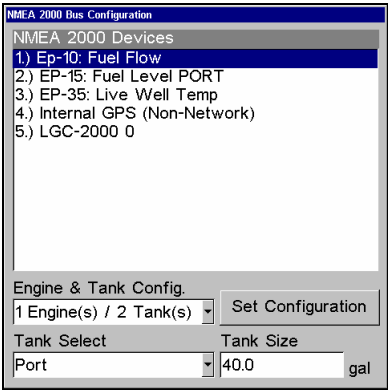 NMEA 2000 Bus Configuration
NMEA 2000 Devices
1.) Ep-10: Fuel Flow
2.) EP-15: Fuel Level PORT
3.) EP-35: Live Well Temp
4.) Internal GPS (Non-Network)
5.) LGC-2000 0
Engine & Tank Config.
1 Engine(s) / 2 Tank(s)
Set Configuration
Tank Select
Tank Size
Port
40.0 gal